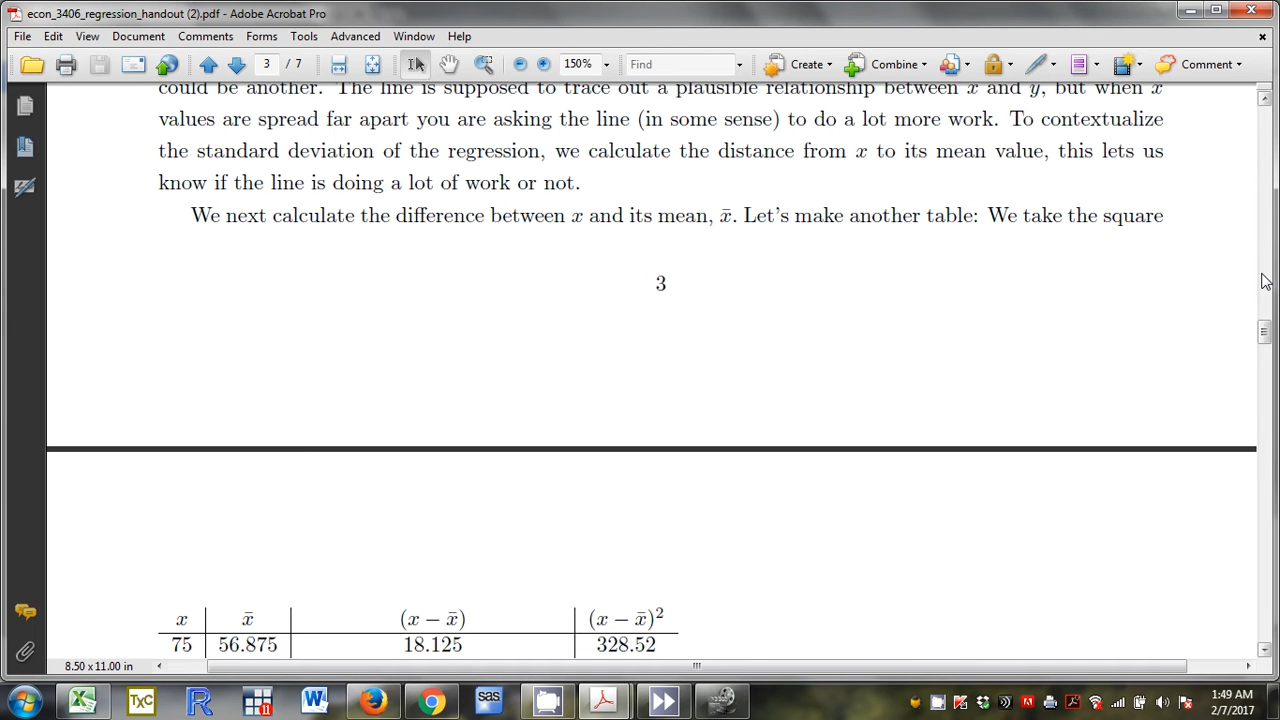 econ_3406_regression_handout (2).pdf - Adobe Acrobat Pro
File Edit View Document Comments Forms Tools Advanced Window Help
3 / 7 150% Find Create Combine Comment
could be another. The line is supposed to trace out a plausible relationship between x and y, but when x
values are spread far apart you are asking the line (in some sense) to do a lot more work. To contextualize
the standard deviation of the regression, we calculate the distance from x to its mean value, this lets us
know if the line is doing a lot of work or not.
We next calculate the difference between x and its mean, x̄. Let's make another table: We take the square
3
x x̄ (x − x̄) (x − x̄)²
75 56.875 18.125 328.52
8.50 x 11.00 in
TxC R 11 W sas
1:49 AM
2/7/2017